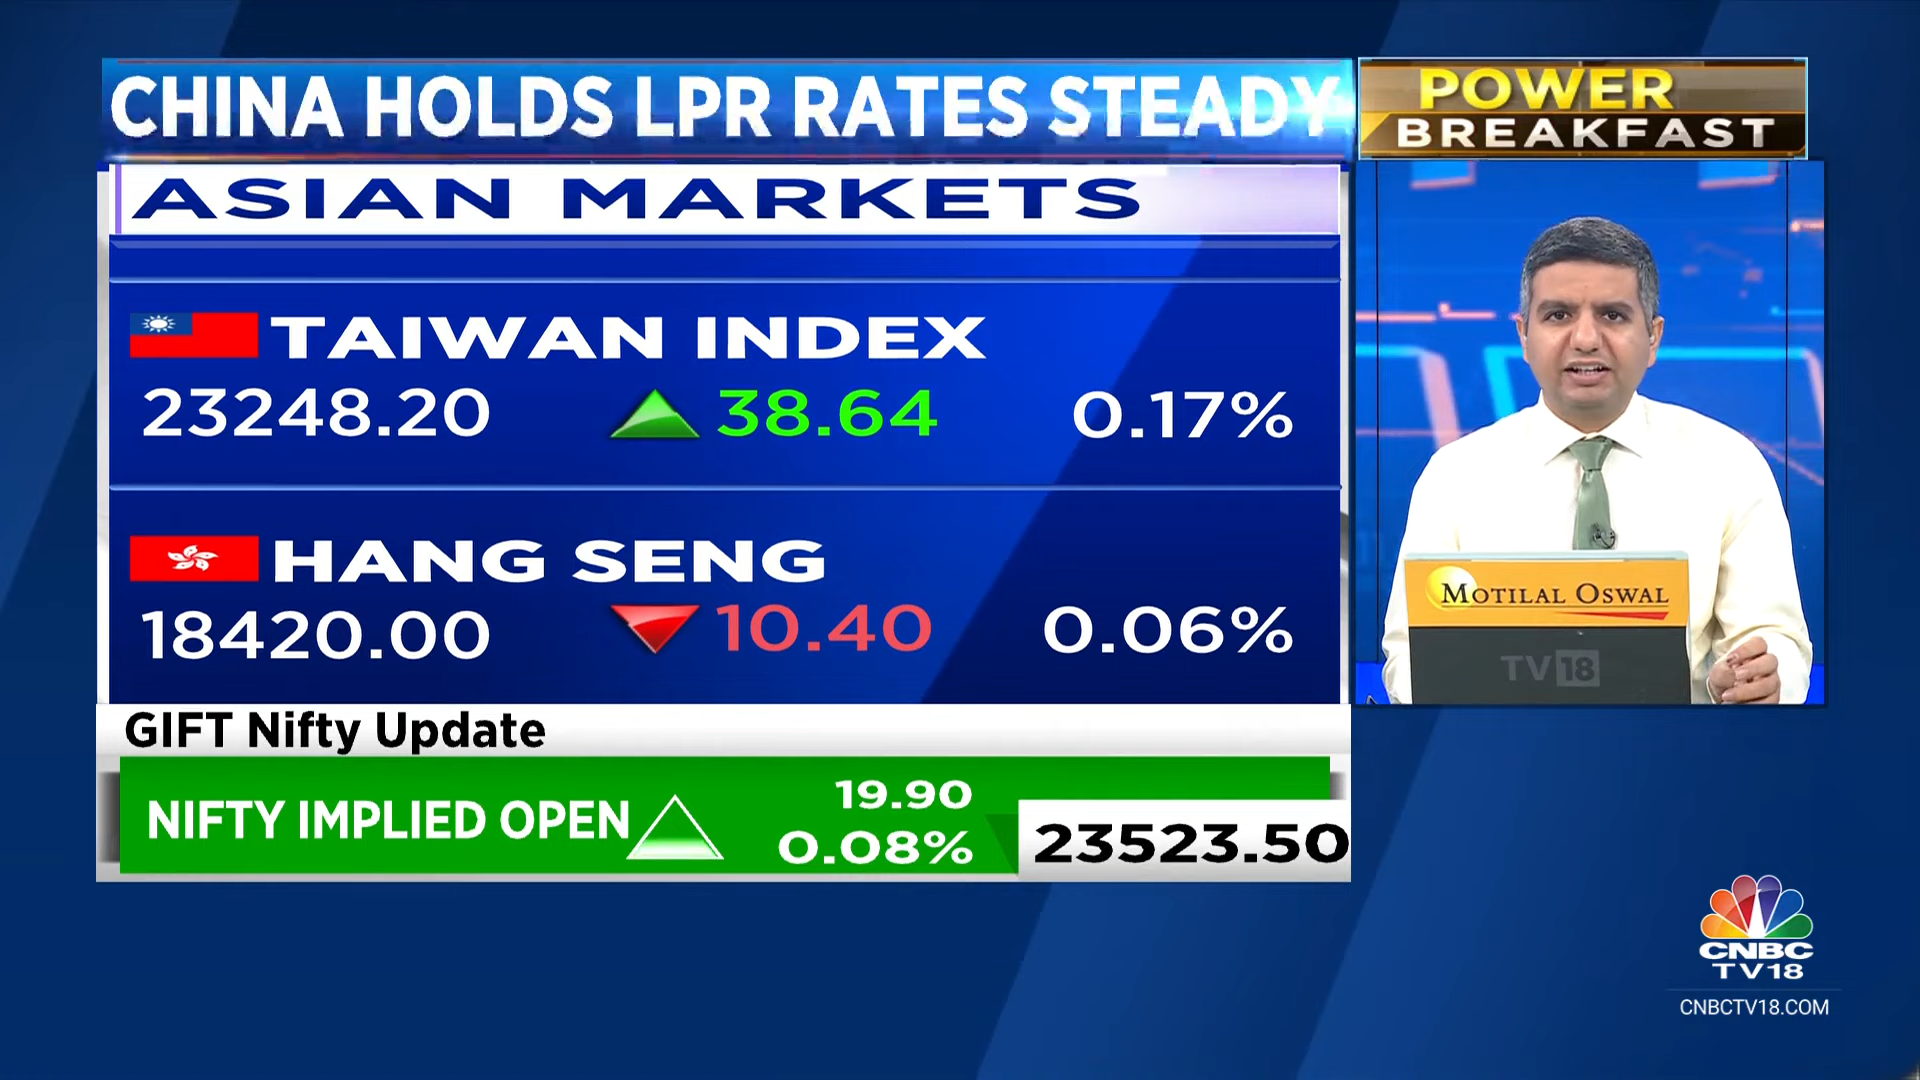 CHINA HOLDS LPR RATES STEADY
POWER
BREAKFAST
ASIAN MARKETS
TAIWAN INDEX
23248.20 38.64 0.17%
HANG SENG
18420.00 10.40 0.06%
MOTILAL OSWAL
TV18
GIFT Nifty Update
NIFTY IMPLIED OPEN
19.90
0.08%
23523.50
CNBC
TV18
CNBCTV18.COM